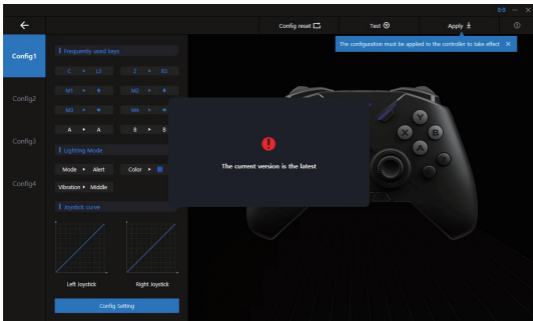 Config reset
Test
Apply
The configuration must be applied to the controller to take effect
Config1
Config2
Config3
Config4
Frequently used keys
C L3
Z R3
M1
M2
M3
M4
A A
B B
Lighting Mode
Mode Alert
Color
Vibration Middle
Joystick curve
Left Joystick
Right Joystick
Config Setting
The current version is the latest
Y
X
B
A